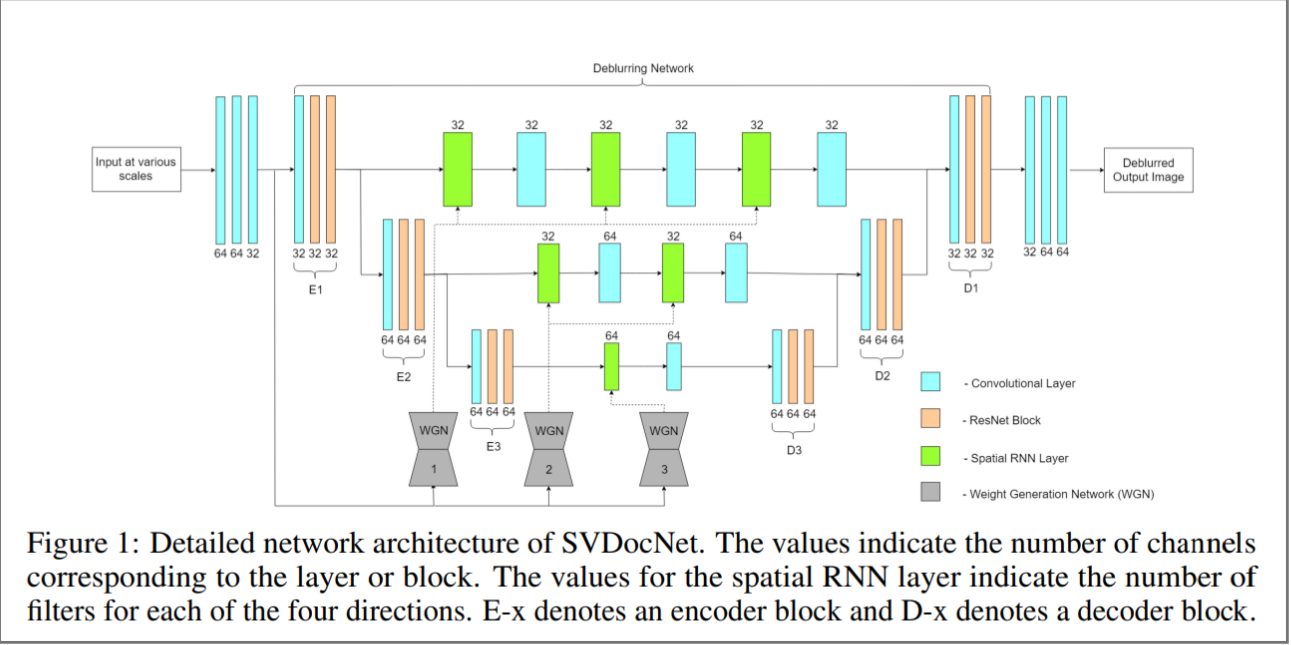 Deblurring Network
32 32 32 32 32 32
Input at various
scales
Deblurred
Output Image
64 64 32
32 32 32
E1
32 64 32 64
32 32 32
D1
32 64 64
64 64 64
E2
64 64
64 64 64
D2
64 64 64
E3
64 64 64
D3
WGN
1
WGN
2
WGN
3
- Convolutional Layer
- ResNet Block
- Spatial RNN Layer
- Weight Generation Network (WGN)
Figure 1: Detailed network architecture of SVDocNet. The values indicate the number of channels
corresponding to the layer or block. The values for the spatial RNN layer indicate the number of
filters for each of the four directions. E-x denotes an encoder block and D-x denotes a decoder block.